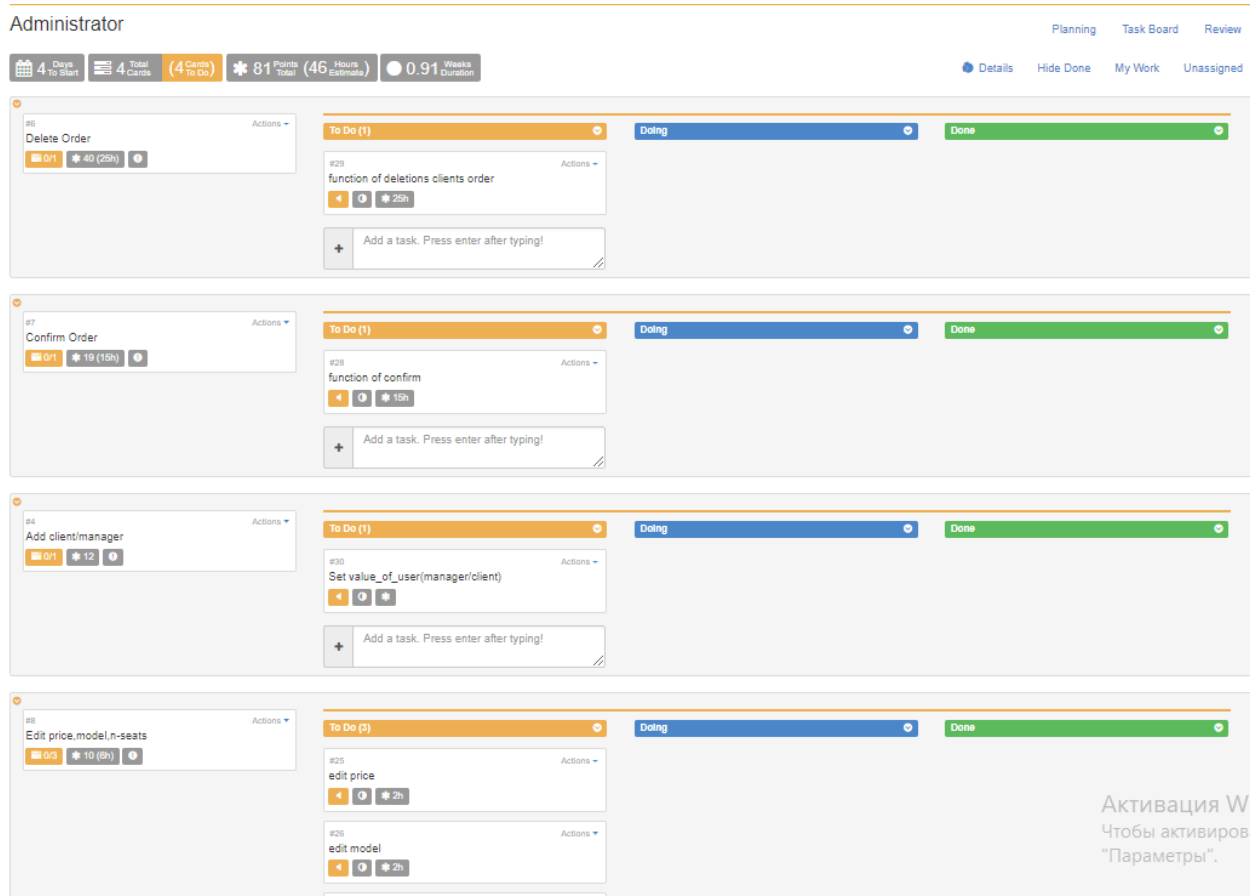 Administrator
Planning Task Board Review
4 Days To Start 4 Total Cards (4 Cards To Do) 81 Points Total (46 Hours Estimate) 0.91 Weeks Duration
Details Hide Done My Work Unassigned
#6 Actions
Delete Order
0/1 40 (25h)
To Do (1) Doing Done
#29 Actions
function of deletions clients order
25h
+ Add a task. Press enter after typing!
#7 Actions
Confirm Order
0/1 19 (15h)
To Do (1) Doing Done
#28 Actions
function of confirm
15h
+ Add a task. Press enter after typing!
#4 Actions
Add client/manager
0/1 12
To Do (1) Doing Done
#30 Actions
Set value_of_user(manager/client)
+ Add a task. Press enter after typing!
#8 Actions
Edit price,model,n-seats
0/3 10 (6h)
To Do (3) Doing Done
#25 Actions
edit price
2h
#26 Actions
edit model
2h
Активация W
Чтобы активиров
"Параметры".